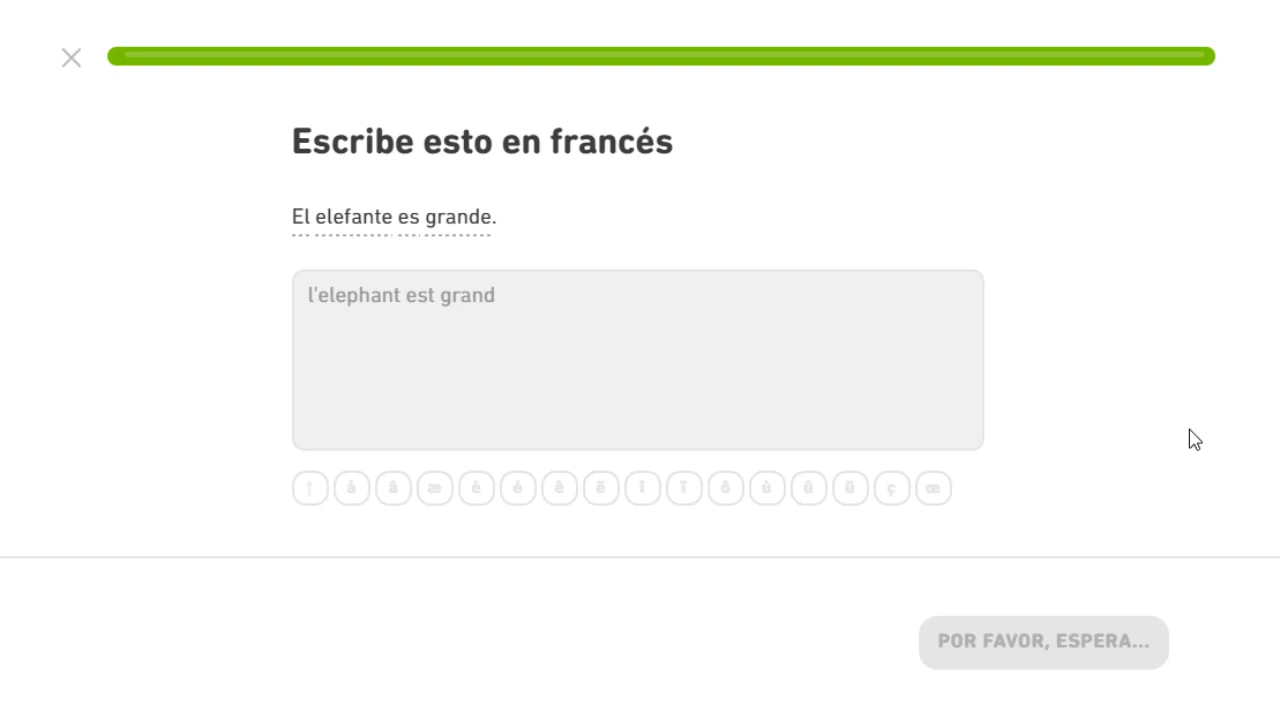 Escribe esto en francés
El elefante es grande.
l'elephant est grand
↑ à â æ è é ê ë î ï ô ù û ü ç œ
POR FAVOR, ESPERA...